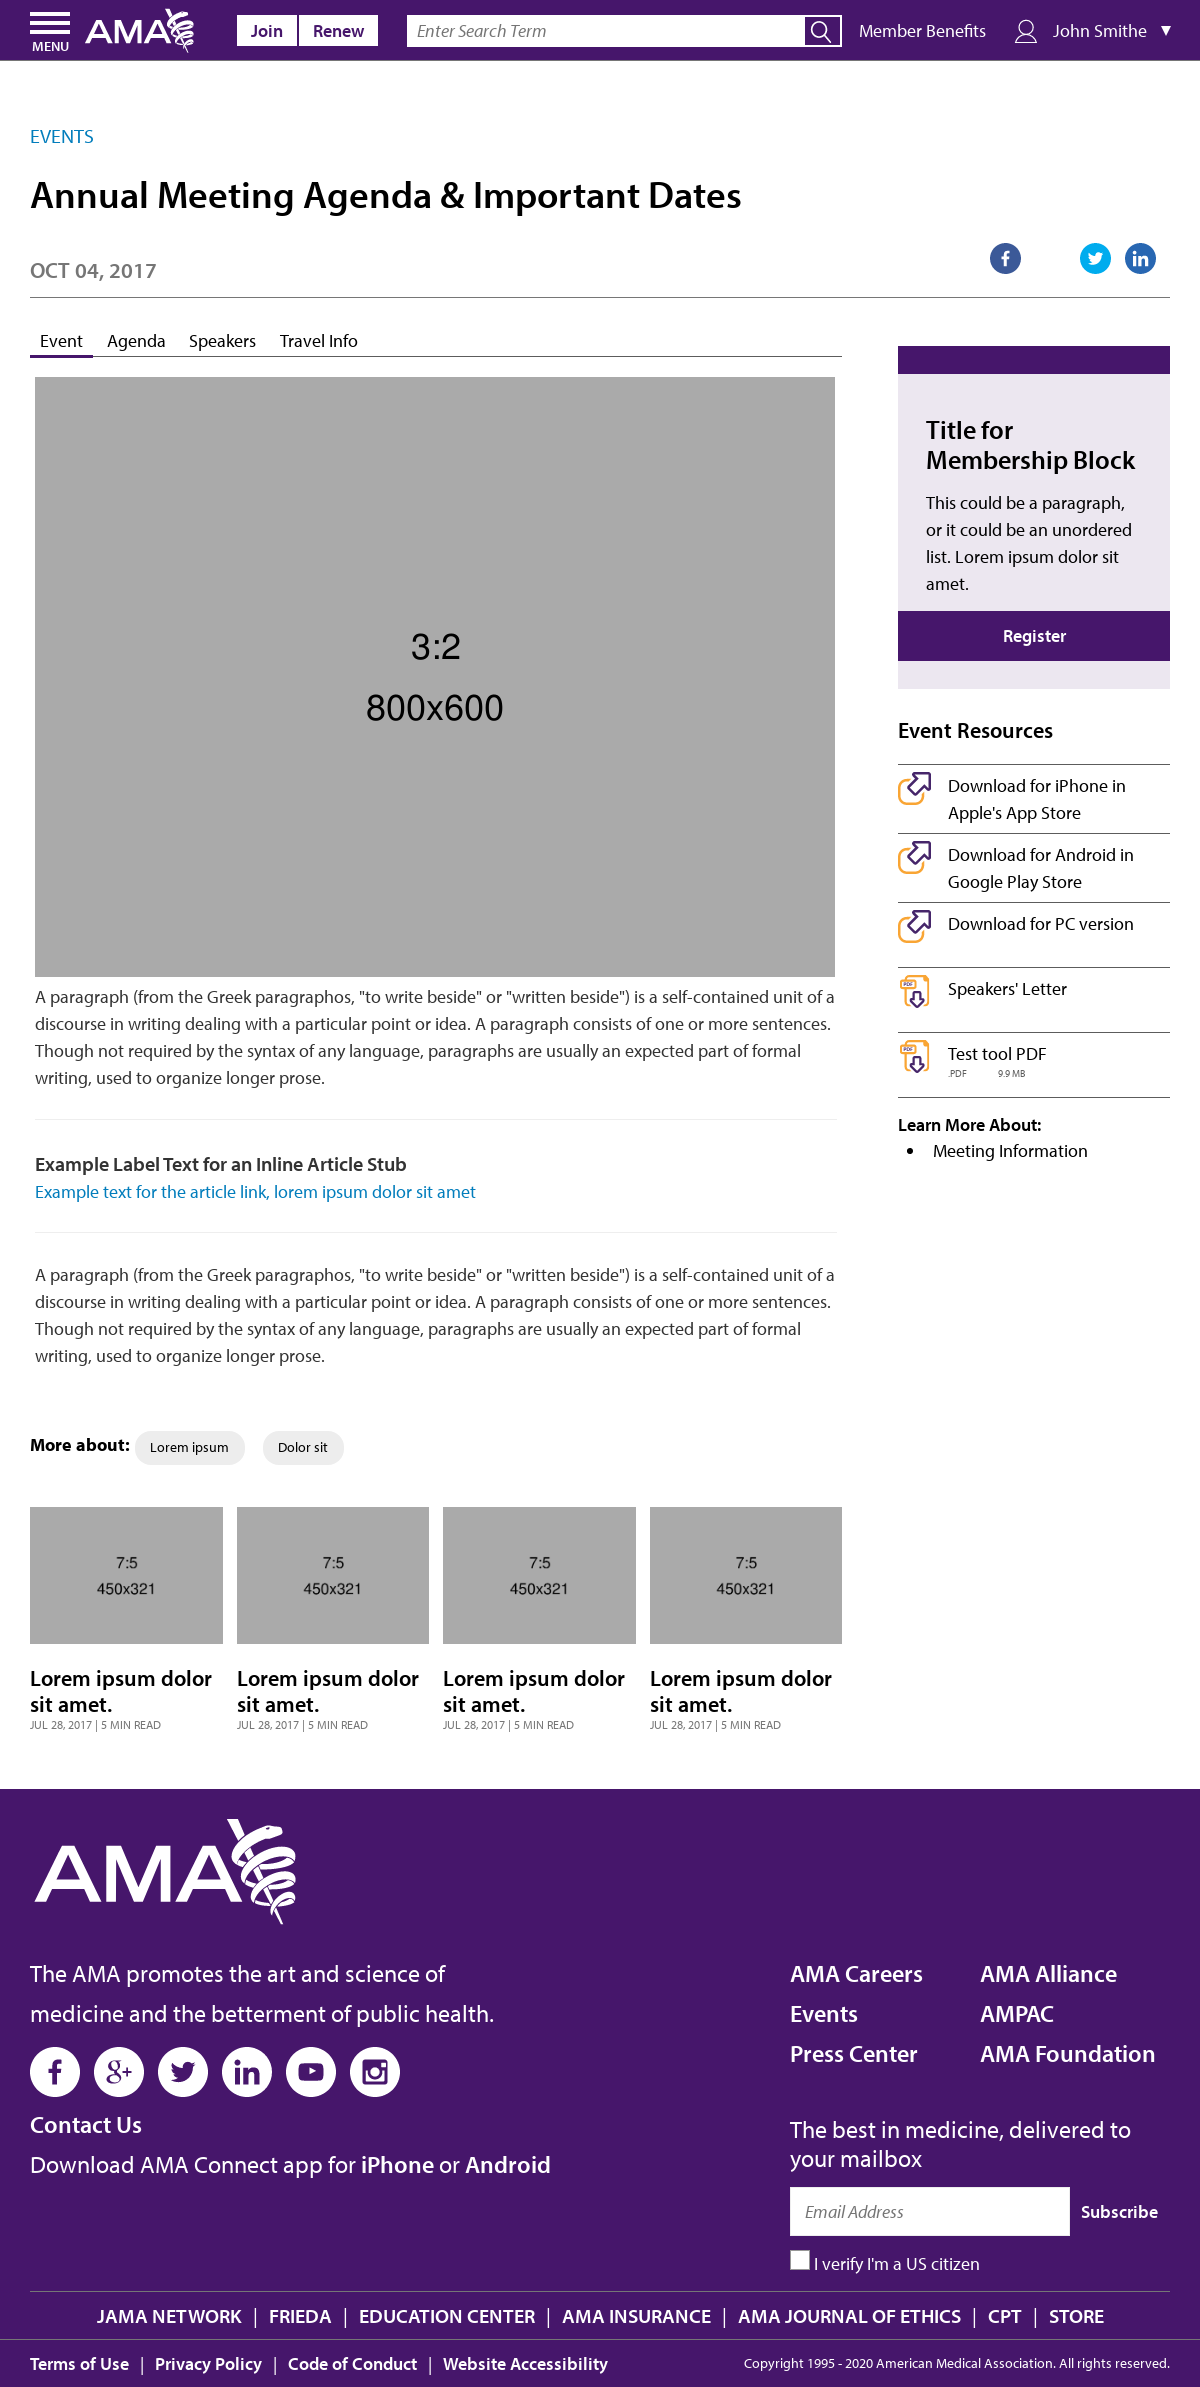 MENU
AMA
Join
Renew
Enter Search Term
Member Benefits
John Smithe
EVENTS
Annual Meeting Agenda & Important Dates
OCT 04, 2017
Event
Agenda
Speakers
Travel Info
3:2
800x600
A paragraph (from the Greek paragraphos, "to write beside" or "written beside") is a self-contained unit of a
discourse in writing dealing with a particular point or idea. A paragraph consists of one or more sentences.
Though not required by the syntax of any language, paragraphs are usually an expected part of formal
writing, used to organize longer prose.
Example Label Text for an Inline Article Stub
Example text for the article link, lorem ipsum dolor sit amet
A paragraph (from the Greek paragraphos, "to write beside" or "written beside") is a self-contained unit of a
discourse in writing dealing with a particular point or idea. A paragraph consists of one or more sentences.
Though not required by the syntax of any language, paragraphs are usually an expected part of formal
writing, used to organize longer prose.
More about:
Lorem ipsum
Dolor sit
7:5
450x321
Lorem ipsum dolor
sit amet.
JUL 28, 2017 | 5 MIN READ
7:5
450x321
Lorem ipsum dolor
sit amet.
JUL 28, 2017 | 5 MIN READ
7:5
450x321
Lorem ipsum dolor
sit amet.
JUL 28, 2017 | 5 MIN READ
7:5
450x321
Lorem ipsum dolor
sit amet.
JUL 28, 2017 | 5 MIN READ
Title for
Membership Block
This could be a paragraph,
or it could be an unordered
list. Lorem ipsum dolor sit
amet.
Register
Event Resources
Download for iPhone in
Apple's App Store
Download for Android in
Google Play Store
Download for PC version
PDF
Speakers' Letter
PDF
Test tool PDF
.PDF 9.9 MB
Learn More About:
• Meeting Information
AMA
The AMA promotes the art and science of
medicine and the betterment of public health.
Contact Us
Download AMA Connect app for iPhone or Android
AMA Careers
Events
Press Center
AMA Alliance
AMPAC
AMA Foundation
The best in medicine, delivered to
your mailbox
Email Address
Subscribe
I verify I'm a US citizen
JAMA NETWORK | FRIEDA | EDUCATION CENTER | AMA INSURANCE | AMA JOURNAL OF ETHICS | CPT | STORE
Terms of Use | Privacy Policy | Code of Conduct | Website Accessibility
Copyright 1995 - 2020 American Medical Association. All rights reserved.